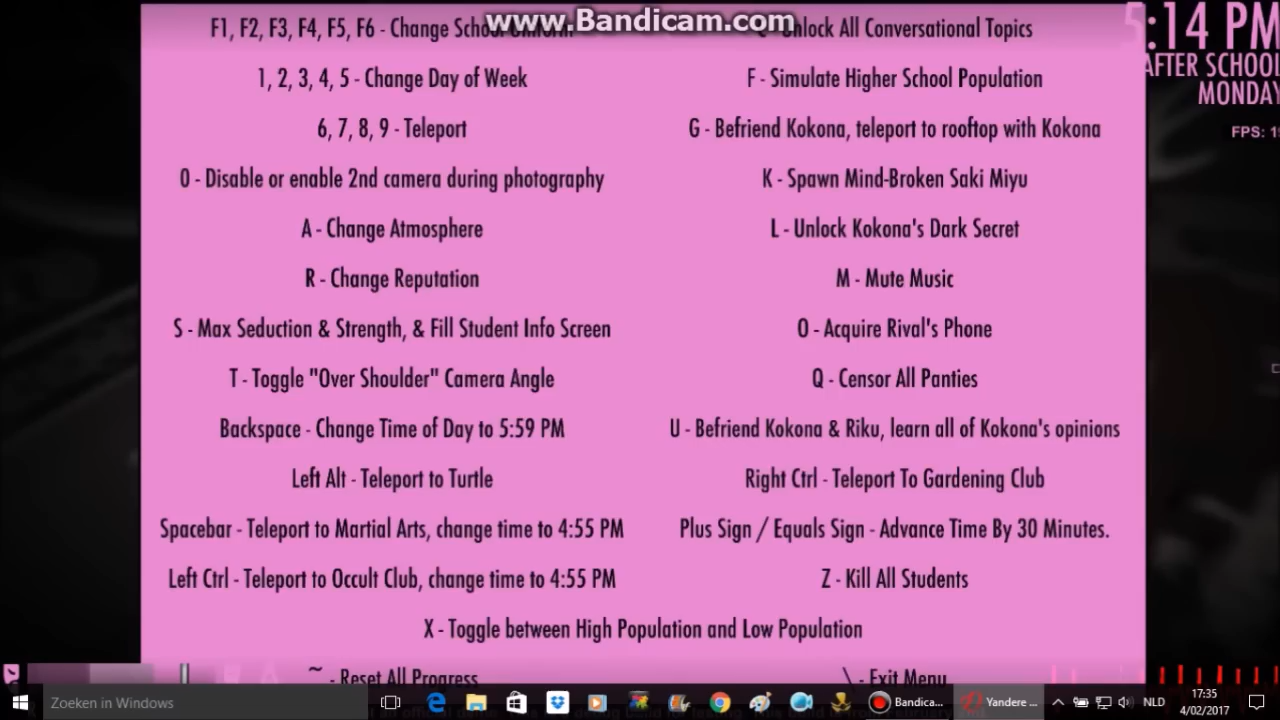 www.Bandicam.com
F1, F2, F3, F4, F5, F6 - Change School Uniform
Unlock All Conversational Topics
5:14 PM
AFTER SCHOOL
MONDAY
FPS: 19
1, 2, 3, 4, 5 - Change Day of Week
F - Simulate Higher School Population
6, 7, 8, 9 - Teleport
G - Befriend Kokona, teleport to rooftop with Kokona
0 - Disable or enable 2nd camera during photography
K - Spawn Mind-Broken Saki Miyu
A - Change Atmosphere
L - Unlock Kokona's Dark Secret
R - Change Reputation
M - Mute Music
S - Max Seduction & Strength, & Fill Student Info Screen
O - Acquire Rival's Phone
T - Toggle "Over Shoulder" Camera Angle
Q - Censor All Panties
Backspace - Change Time of Day to 5:59 PM
U - Befriend Kokona & Riku, learn all of Kokona's opinions
Left Alt - Teleport to Turtle
Right Ctrl - Teleport To Gardening Club
Spacebar - Teleport to Martial Arts, change time to 4:55 PM
Plus Sign / Equals Sign - Advance Time By 30 Minutes.
Left Ctrl - Teleport to Occult Club, change time to 4:55 PM
Z - Kill All Students
X - Toggle between High Population and Low Population
~ - Reset All Progress
\ - Exit Menu
Zoeken in Windows
Bandica...
Yandere ...
NLD
17:35
4/02/2017